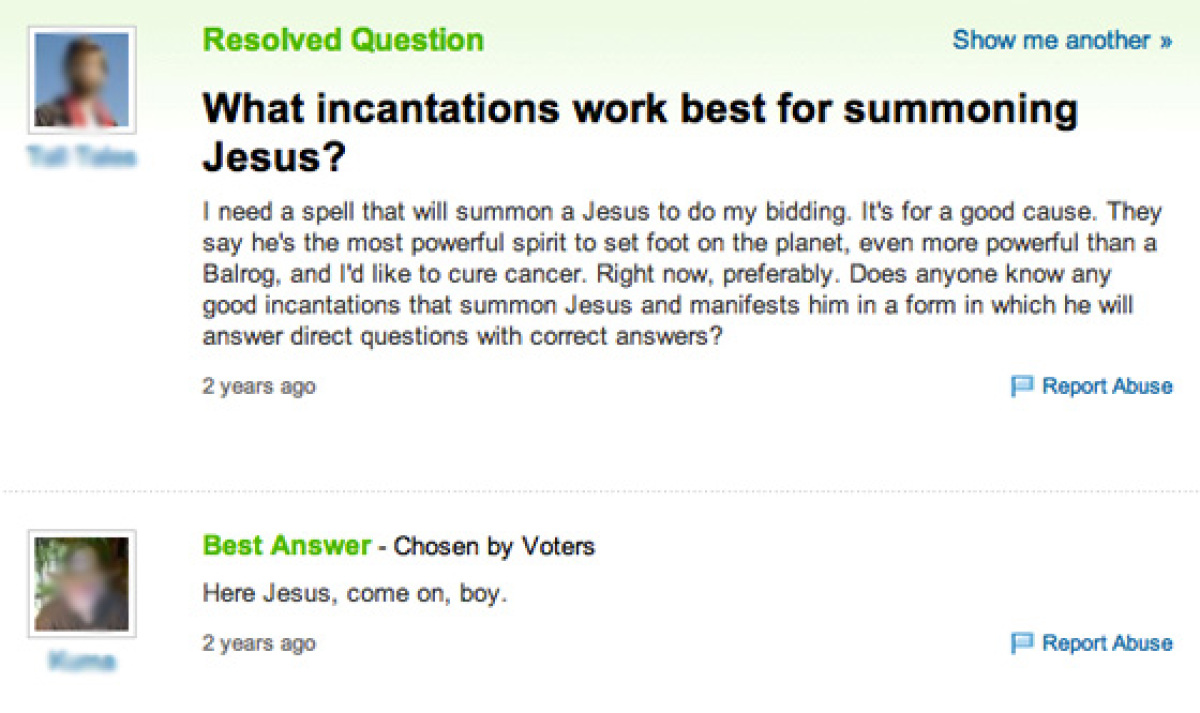 Resolved Question
Show me another »
What incantations work best for summoning
Jesus?
I need a spell that will summon a Jesus to do my bidding. It's for a good cause. They
say he's the most powerful spirit to set foot on the planet, even more powerful than a
Balrog, and I'd like to cure cancer. Right now, preferably. Does anyone know any
good incantations that summon Jesus and manifests him in a form in which he will
answer direct questions with correct answers?
2 years ago
Report Abuse
Best Answer - Chosen by Voters
Here Jesus, come on, boy.
2 years ago
Report Abuse